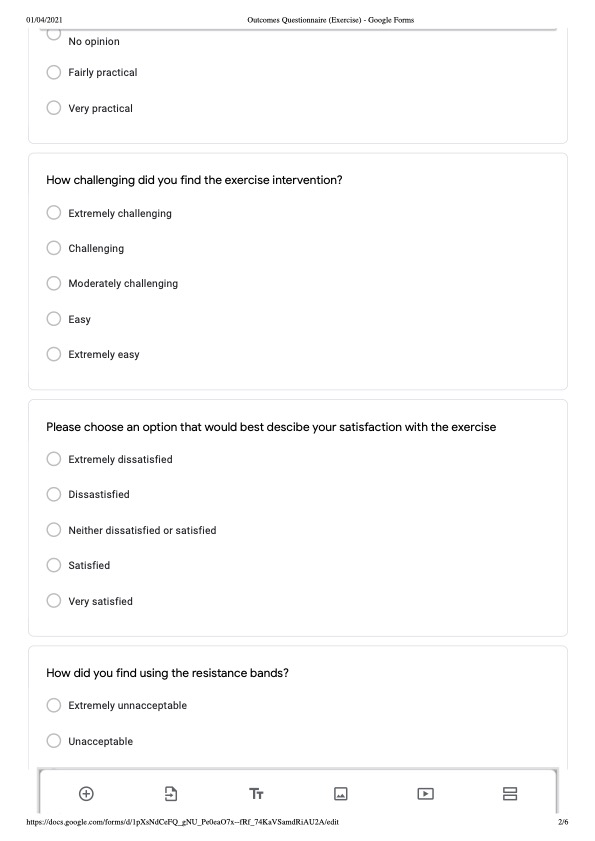 01/04/2021 Outcomes Questionnaire (Exercise) - Google Forms
No opinion
Fairly practical
Very practical
How challenging did you find the exercise intervention?
Extremely challenging
Challenging
Moderately challenging
Easy
Extremely easy
Please choose an option that would best descibe your satisfaction with the exercise
Extremely dissatisfied
Dissastisfied
Neither dissatisfied or satisfied
Satisfied
Very satisfied
How did you find using the resistance bands?
Extremely unnacceptable
Unacceptable
https://docs.google.com/forms/d/1pXsNdCeFQ_gNU_Pe0eaO7x--fRf_74KaVSamdRiAU2A/edit 2/6